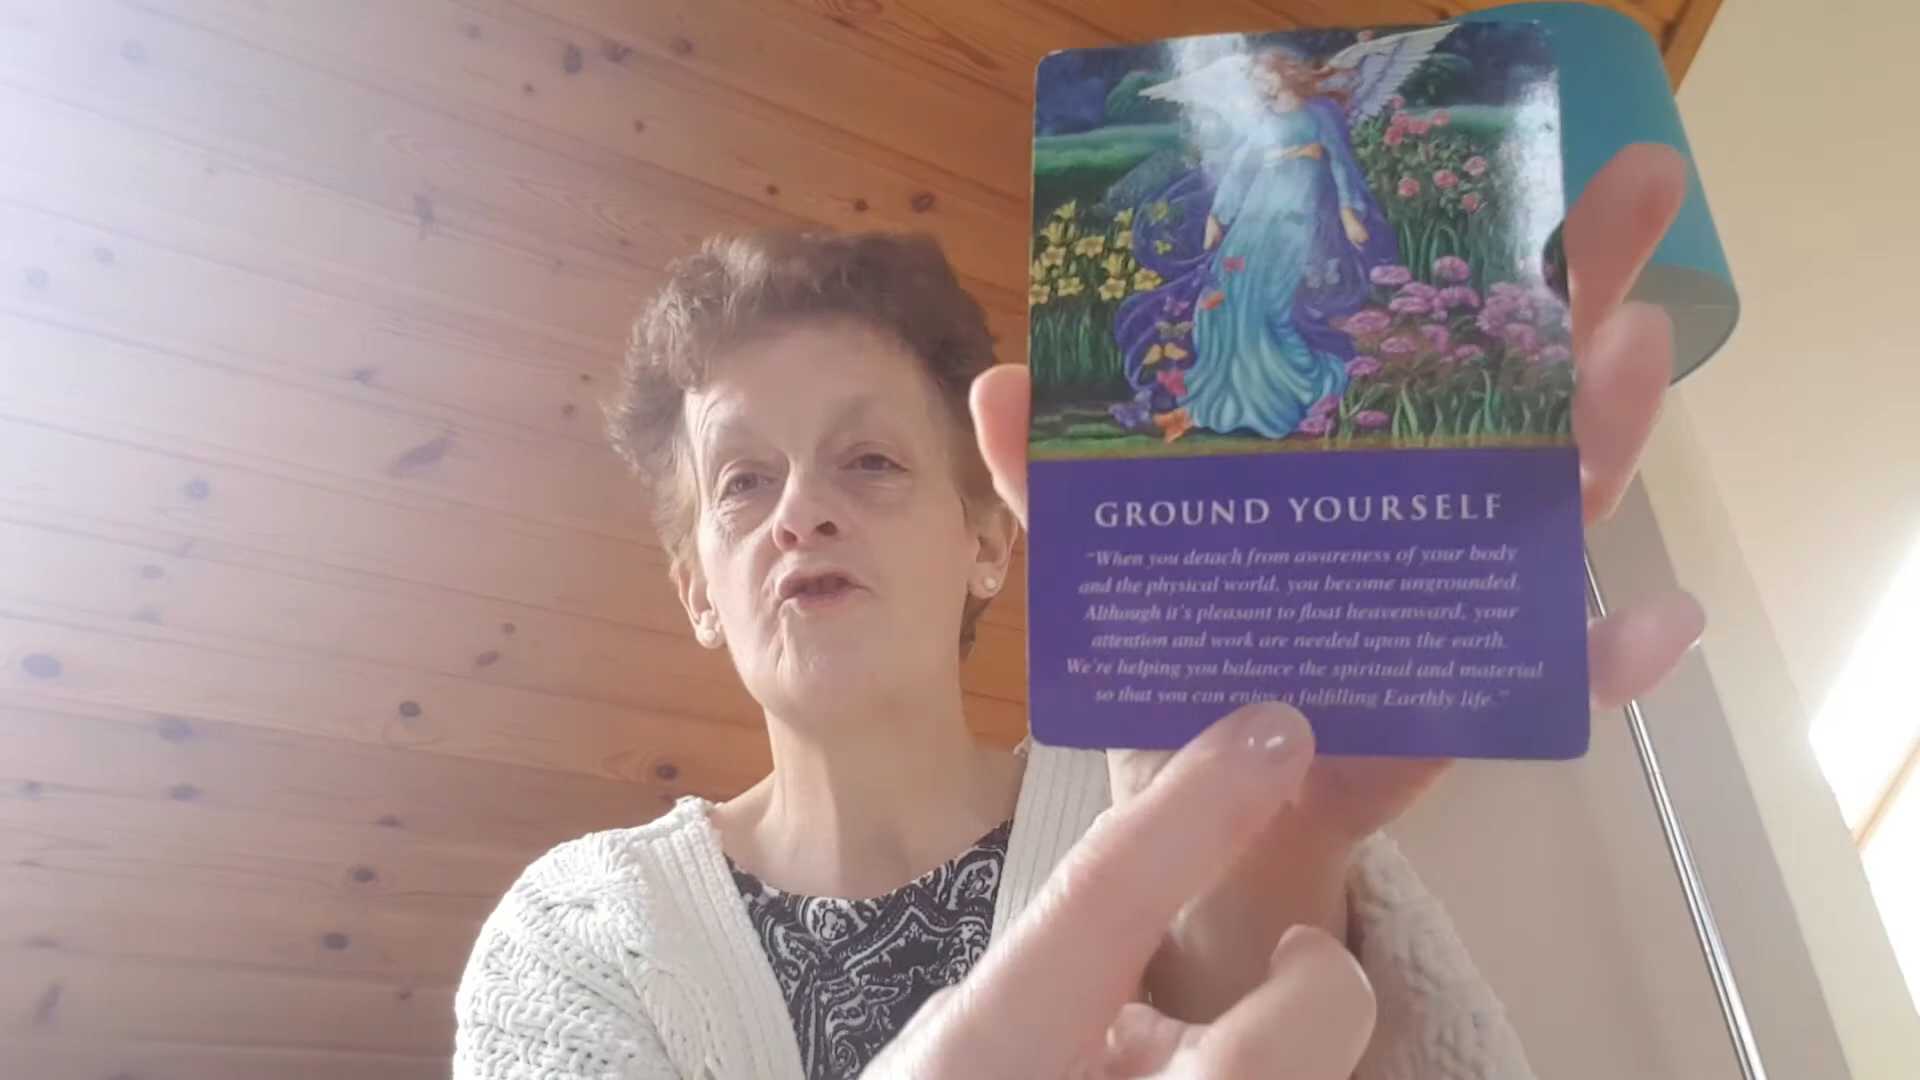 GROUND YOURSELF
"When you detach from awareness of your body
and the physical world, you become ungrounded.
Although it's pleasant to float heavenward, your
attention and work are needed upon the earth.
We're helping you balance the spiritual and material
so that you can enjoy a fulfilling Earthly life."